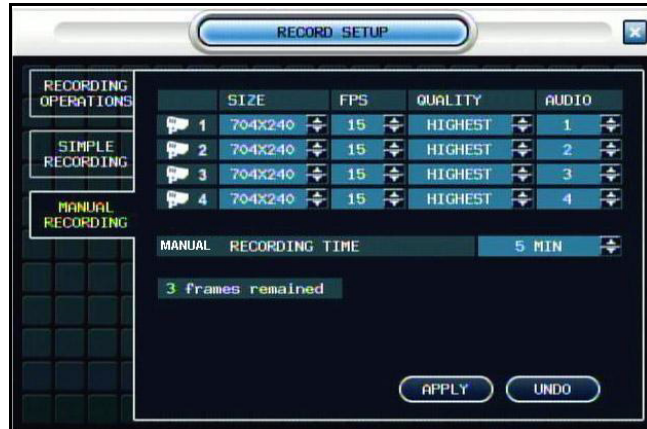 RECORD SETUP
RECORDING
OPERATIONS
SIMPLE
RECORDING
MANUAL
RECORDING
SIZE FPS QUALITY AUDIO
1 704X240 15 HIGHEST 1
2 704X240 15 HIGHEST 2
3 704X240 15 HIGHEST 3
4 704X240 15 HIGHEST 4
MANUAL RECORDING TIME 5 MIN
3 frames remained
APPLY UNDO